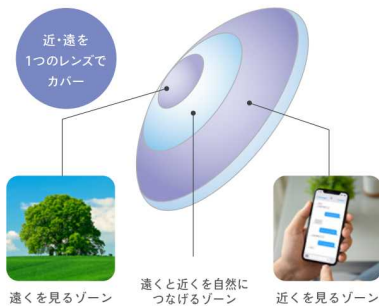 近・遠を
1つのレンズで
カバー
遠くを見るゾーン
遠くと近くを自然に
つなげるゾーン
近くを見るゾーン